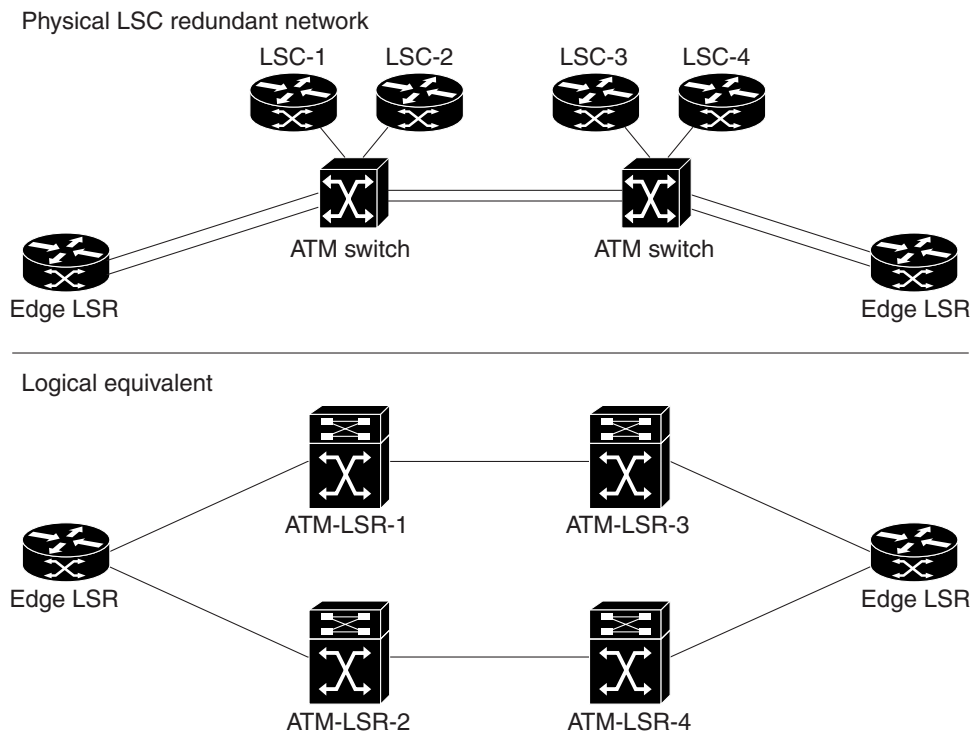 Physical LSC redundant network
LSC-1
LSC-2
LSC-3
LSC-4
ATM switch
ATM switch
Edge LSR
Edge LSR
Logical equivalent
ATM-LSR-1
ATM-LSR-3
Edge LSR
Edge LSR
ATM-LSR-2
ATM-LSR-4